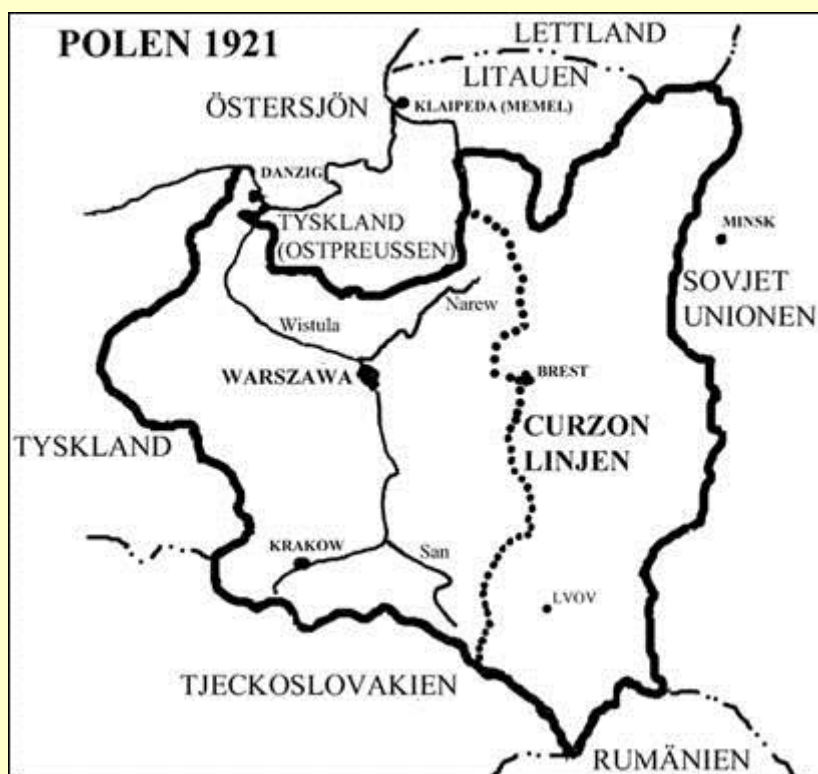 POLEN 1921
LETTLAND
LITAUEN
ÖSTERSJÖN
KLAIPEDA (MEMEL)
DANZIG
TYSKLAND
(OSTPREUSSEN)
MINSK
SOVJET
UNIONEN
Narew
Wistula
WARSZAWA
BREST
TYSKLAND
CURZON
LINJEN
KRAKOW
San
LVOV
TJECKOSLOVAKIEN
RUMÄNIEN